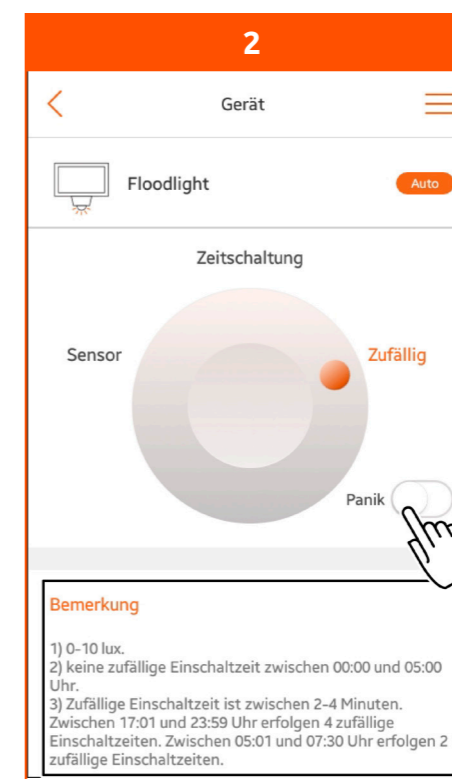 2
Gerät
Floodlight
Auto
Zeitschaltung
Sensor
Zufällig
Panik
Bemerkung
1) 0-10 lux.
2) keine zufällige Einschaltzeit zwischen 00:00 und 05:00
Uhr.
3) Zufällige Einschaltzeit ist zwischen 2-4 Minuten.
Zwischen 17:01 und 23:59 Uhr erfolgen 4 zufällige
Einschaltzeiten. Zwischen 05:01 und 07:30 Uhr erfolgen 2
zufällige Einschaltzeiten.